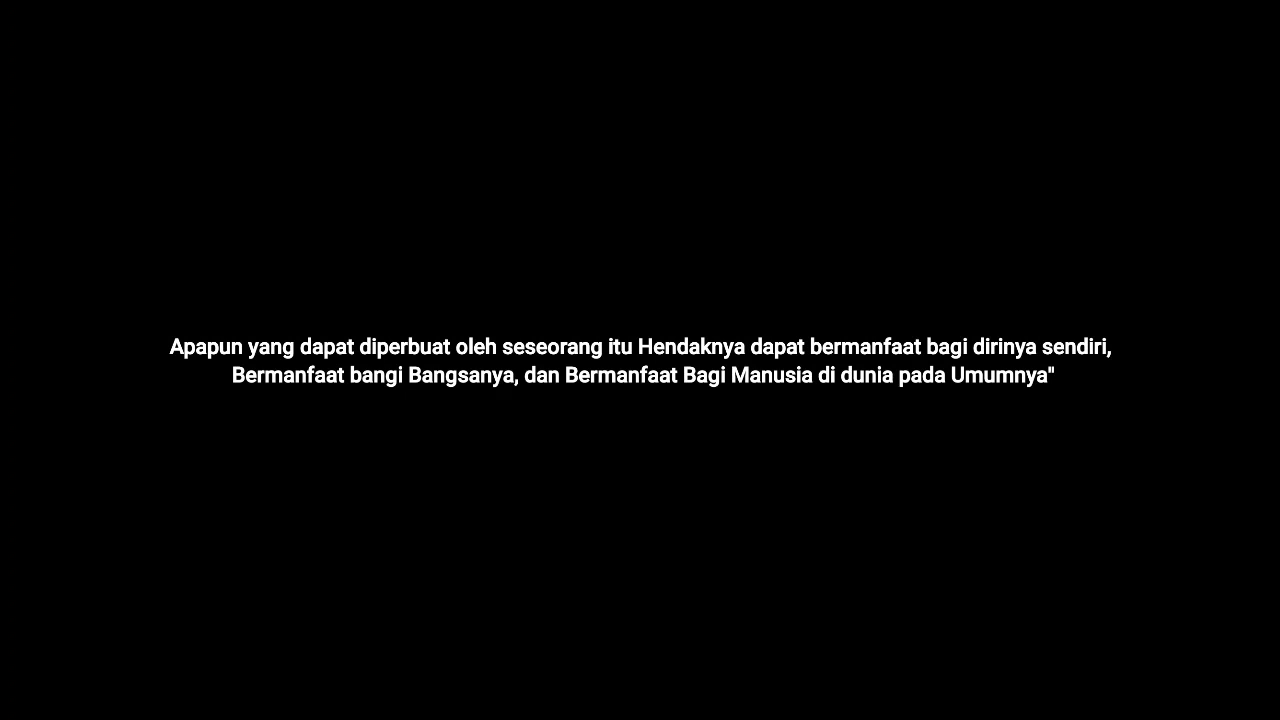 Apapun yang dapat diperbuat oleh seseorang itu Hendaknya dapat bermanfaat bagi dirinya sendiri,
Bermanfaat bangi Bangsanya, dan Bermanfaat Bagi Manusia di dunia pada Umumnya"